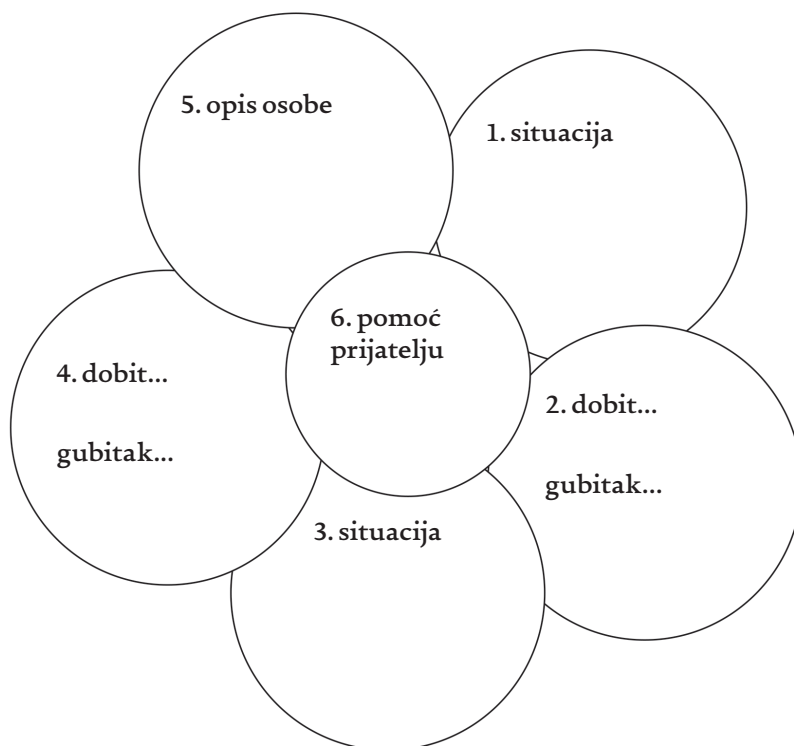 5. opis osobe
1. situacija
6. pomoć
prijatelju
4. dobit...
gubitak...
2. dobit...
gubitak...
3. situacija